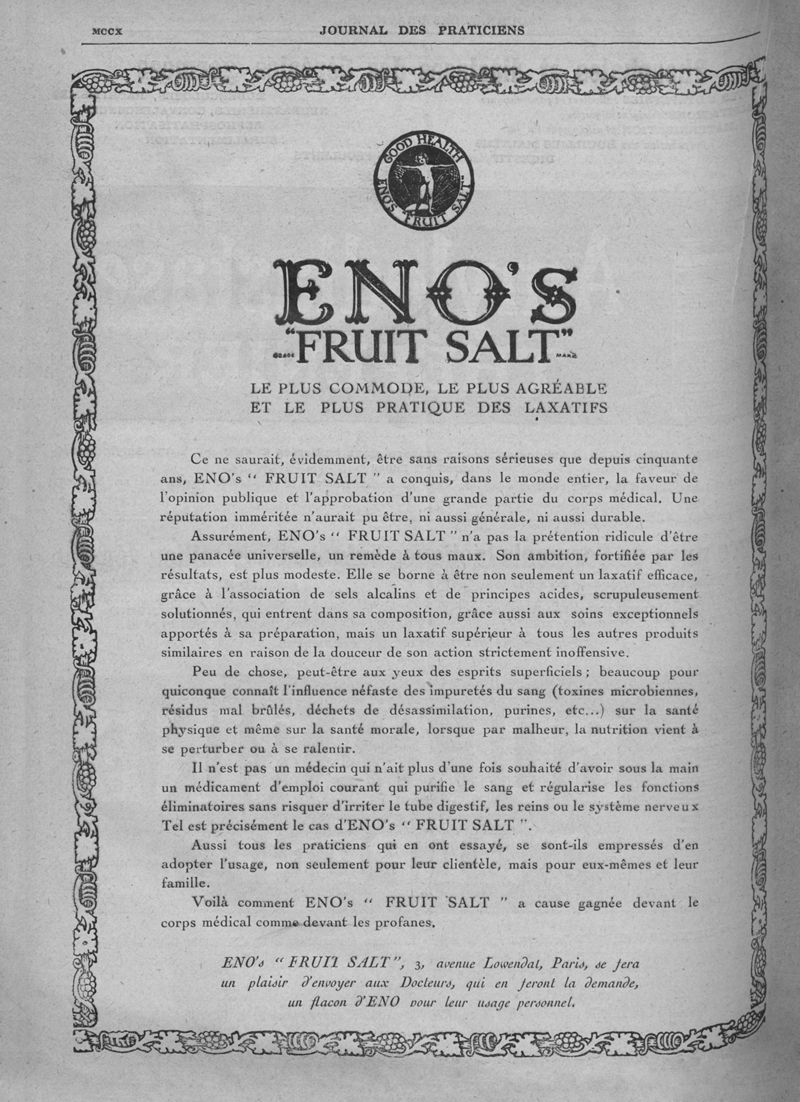 MCCX
JOURNAL DES PRATICIENS
GOOD HEALTH
ENO'S "FRUIT SALT"
ENO'S
"FRUIT SALT"
LE PLUS COMMODE, LE PLUS AGRÉABLE
ET LE PLUS PRATIQUE DES LAXATIFS
Ce ne saurait, évidemment, être sans raisons sérieuses que depuis cinquante
ans, ENO's “ FRUIT SALT ” a conquis, dans le monde entier, la faveur de
l'opinion publique et l'approbation d'une grande partie du corps médical. Une
réputation imméritée n'aurait pu être, ni aussi générale, ni aussi durable.
Assurément, ENO's “ FRUIT SALT ” n'a pas la prétention ridicule d'être
une panacée universelle, un remède à tous maux. Son ambition, fortifiée par les
résultats, est plus modeste. Elle se borne à être non seulement un laxatif efficace,
grâce à l'association de sels alcalins et de principes acides, scrupuleusement
solutionnés, qui entrent dans sa composition, grâce aussi aux soins exceptionnels
apportés à sa préparation, mais un laxatif supérieur à tous les autres produits
similaires en raison de la douceur de son action strictement inoffensive.
Peu de chose, peut-être aux yeux des esprits superficiels ; beaucoup pour
quiconque connaît l'influence néfaste des impuretés du sang (toxines microbiennes,
résidus mal brûlés, déchets de désassimilation, purines, etc...) sur la santé
physique et même sur la santé morale, lorsque par malheur, la nutrition vient à
se perturber ou à se ralentir.
Il n'est pas un médecin qui n'ait plus d'une fois souhaité d'avoir sous la main
un médicament d'emploi courant qui purifie le sang et régularise les fonctions
éliminatoires sans risquer d'irriter le tube digestif, les reins ou le système nerveux
Tel est précisément le cas d'ENO's “ FRUIT SALT ”.
Aussi tous les praticiens qui en ont essayé, se sont-ils empressés d'en
adopter l'usage, non seulement pour leur clientèle, mais pour eux-mêmes et leur
famille.
Voilà comment ENO's “ FRUIT SALT ” a cause gagnée devant le
corps médical comme devant les profanes.
ENO's “ FRUIT SALT ”, 3, avenue Lowendal, Paris, se fera
un plaisir d'envoyer aux Docteurs, qui en feront la demande,
un flacon d'ENO pour leur usage personnel.